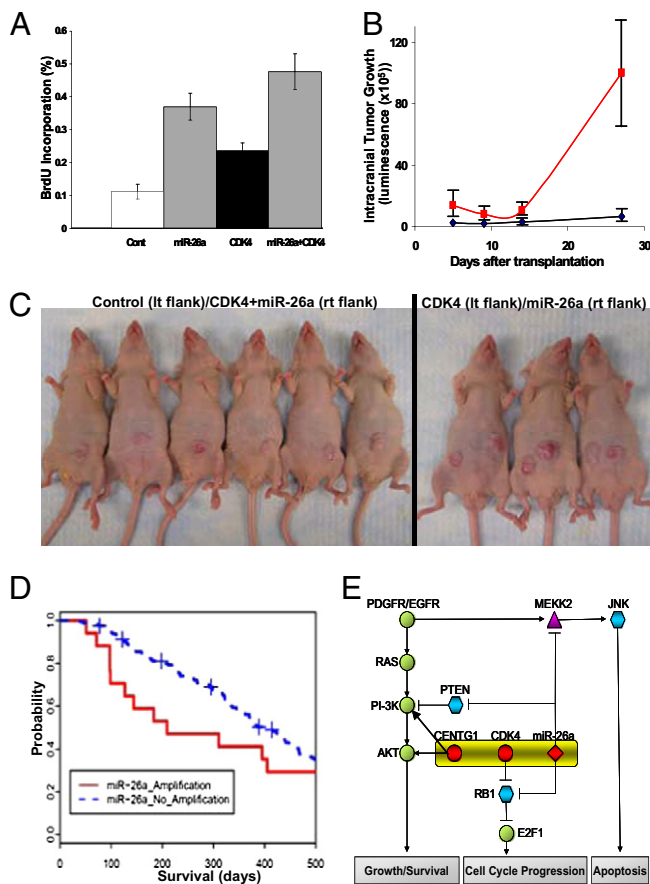 A
BrdU Incorporation (%)
0.6
0.5
0.4
0.3
0.2
0.1
0
Cont miR-26a CDK4 miR-26a+CDK4
B
Intracranial Tumor Growth
(luminescence (x10⁵))
120
80
40
0
0 10 20 30
Days after transplantation
C
Control (lt flank)/CDK4+miR-26a (rt flank)
CDK4 (lt flank)/miR-26a (rt flank)
D
Probability
1.0
0.8
0.6
0.4
0.2
0.0
miR-26a_Amplification
miR-26a_No_Amplification
0 100 200 300 400 500
Survival (days)
E
PDGFR/EGFR MEKK2 JNK
RAS
PTEN
PI-3K
CENTG1 CDK4 miR-26a
AKT
RB1
E2F1
Growth/Survival Cell Cycle Progression Apoptosis